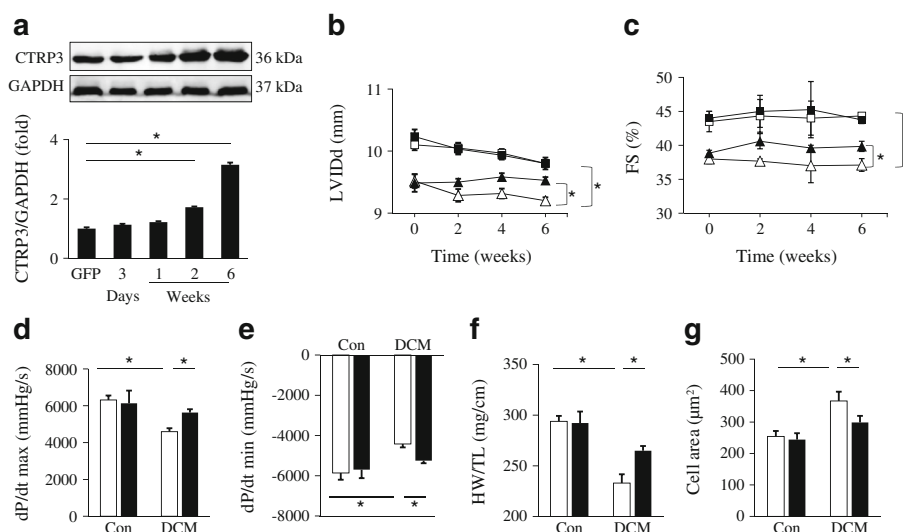 a
CTRP3
36 kDa
GAPDH
37 kDa
CTRP3/GAPDH (fold)
4
2
0
*
*
GFP 3 1 2 6
Days Weeks
b
LVIDd (mm)
11
10
9
*
*
0 2 4 6
Time (weeks)
c
FS (%)
50
45
40
35
30
*
0 2 4 6
Time (weeks)
d
dP/dt max (mmHg/s)
8000
6000
4000
2000
0
* *
Con DCM
e
Con DCM
dP/dt min (mmHg/s)
0
-2000
-4000
-6000
-8000
* *
f
HW/TL (mg/cm)
350
300
250
200
* *
Con DCM
g
Cell area (μm²)
500
400
300
200
100
0
* *
Con DCM